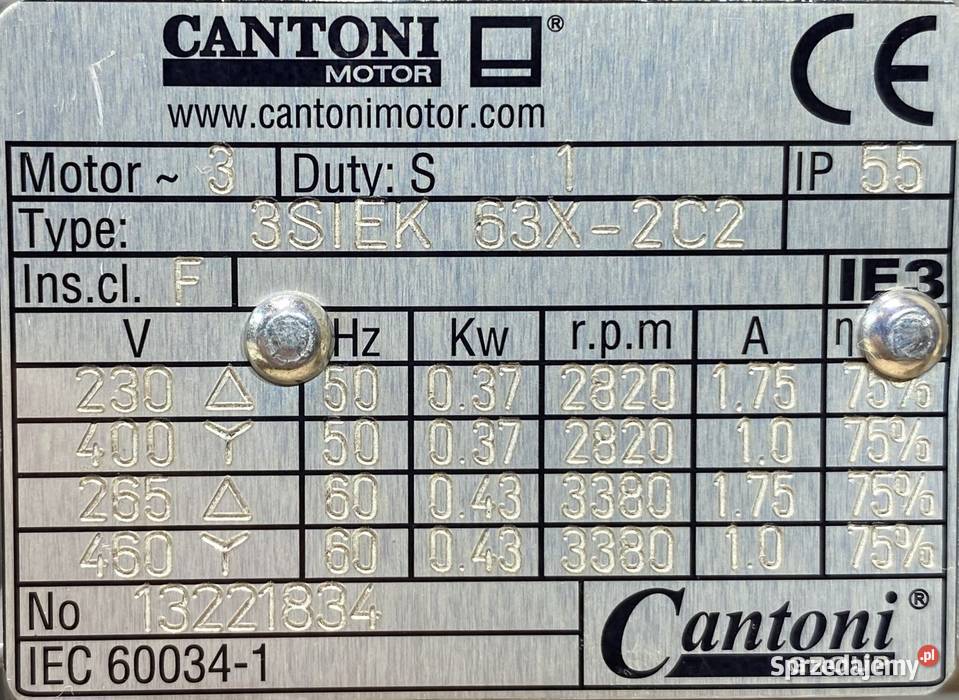 CANTONI ®
MOTOR
www.cantonimotor.com
CE
Motor ~ 3 Duty: S 1 IP 55
Type: 3SIEK 63X-2C2
Ins.cl. F IE3
V Hz Kw r.p.m A η
230 △ 50 0.37 2820 1.75 75%
400 Y 50 0.37 2820 1.0 75%
265 △ 60 0.43 3380 1.75 75%
460 Y 60 0.43 3380 1.0 75%
No 13221834
IEC 60034-1
Cantoni ®
Sprzedajemy .pl